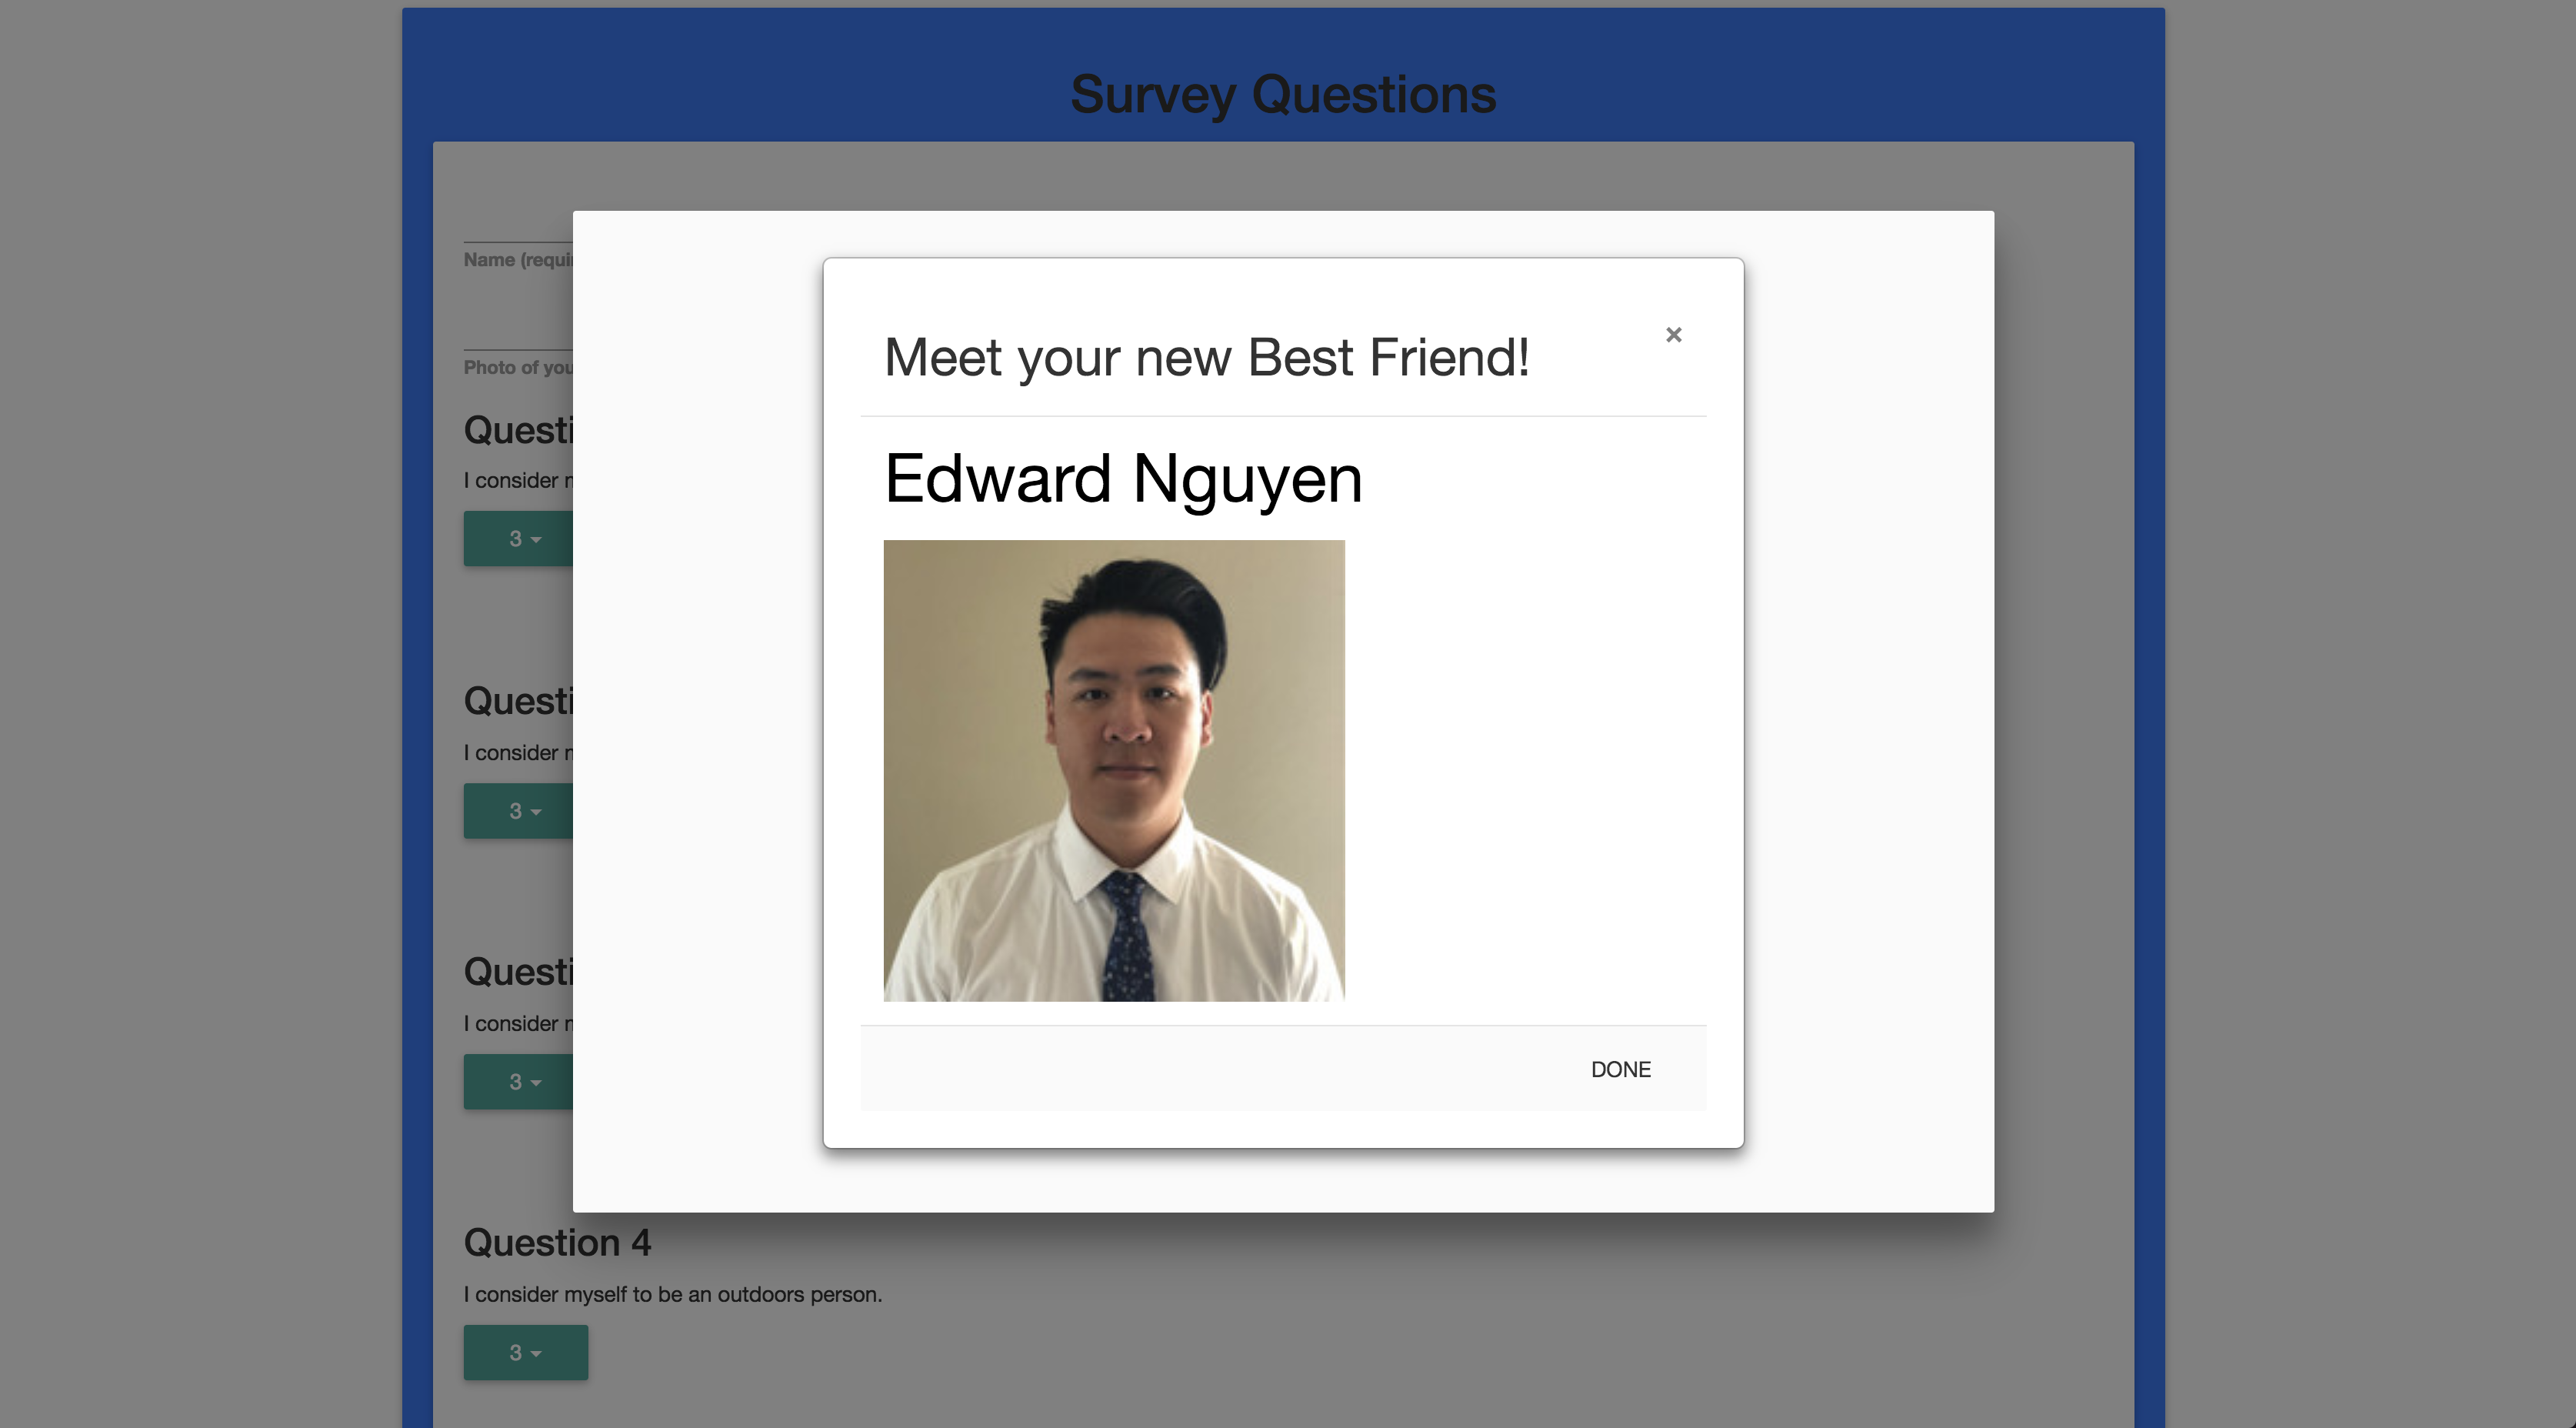 Survey Questions
Name (requi
Photo of you
Meet your new Best Friend!
×
Edward Nguyen
Questi
I consider
3
Questi
I consider
3
Questi
I consider
3
DONE
Question 4
I consider myself to be an outdoors person.
3